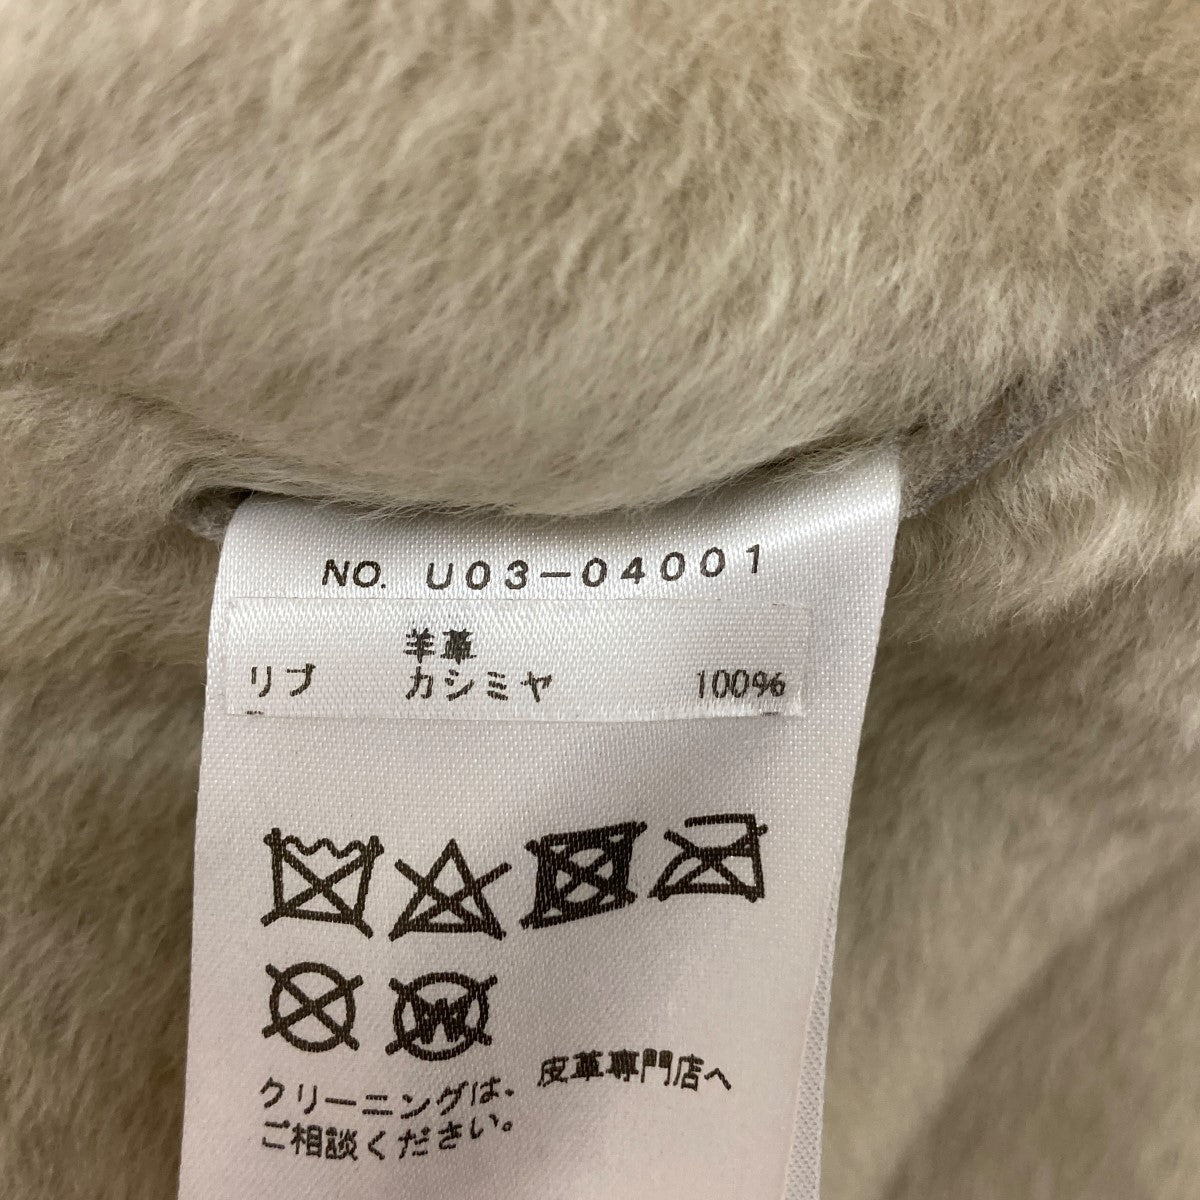 NO. U03-04001
羊革
リブ カシミヤ 100%
W
クリーニングは、皮革専門店へ
ご相談ください。